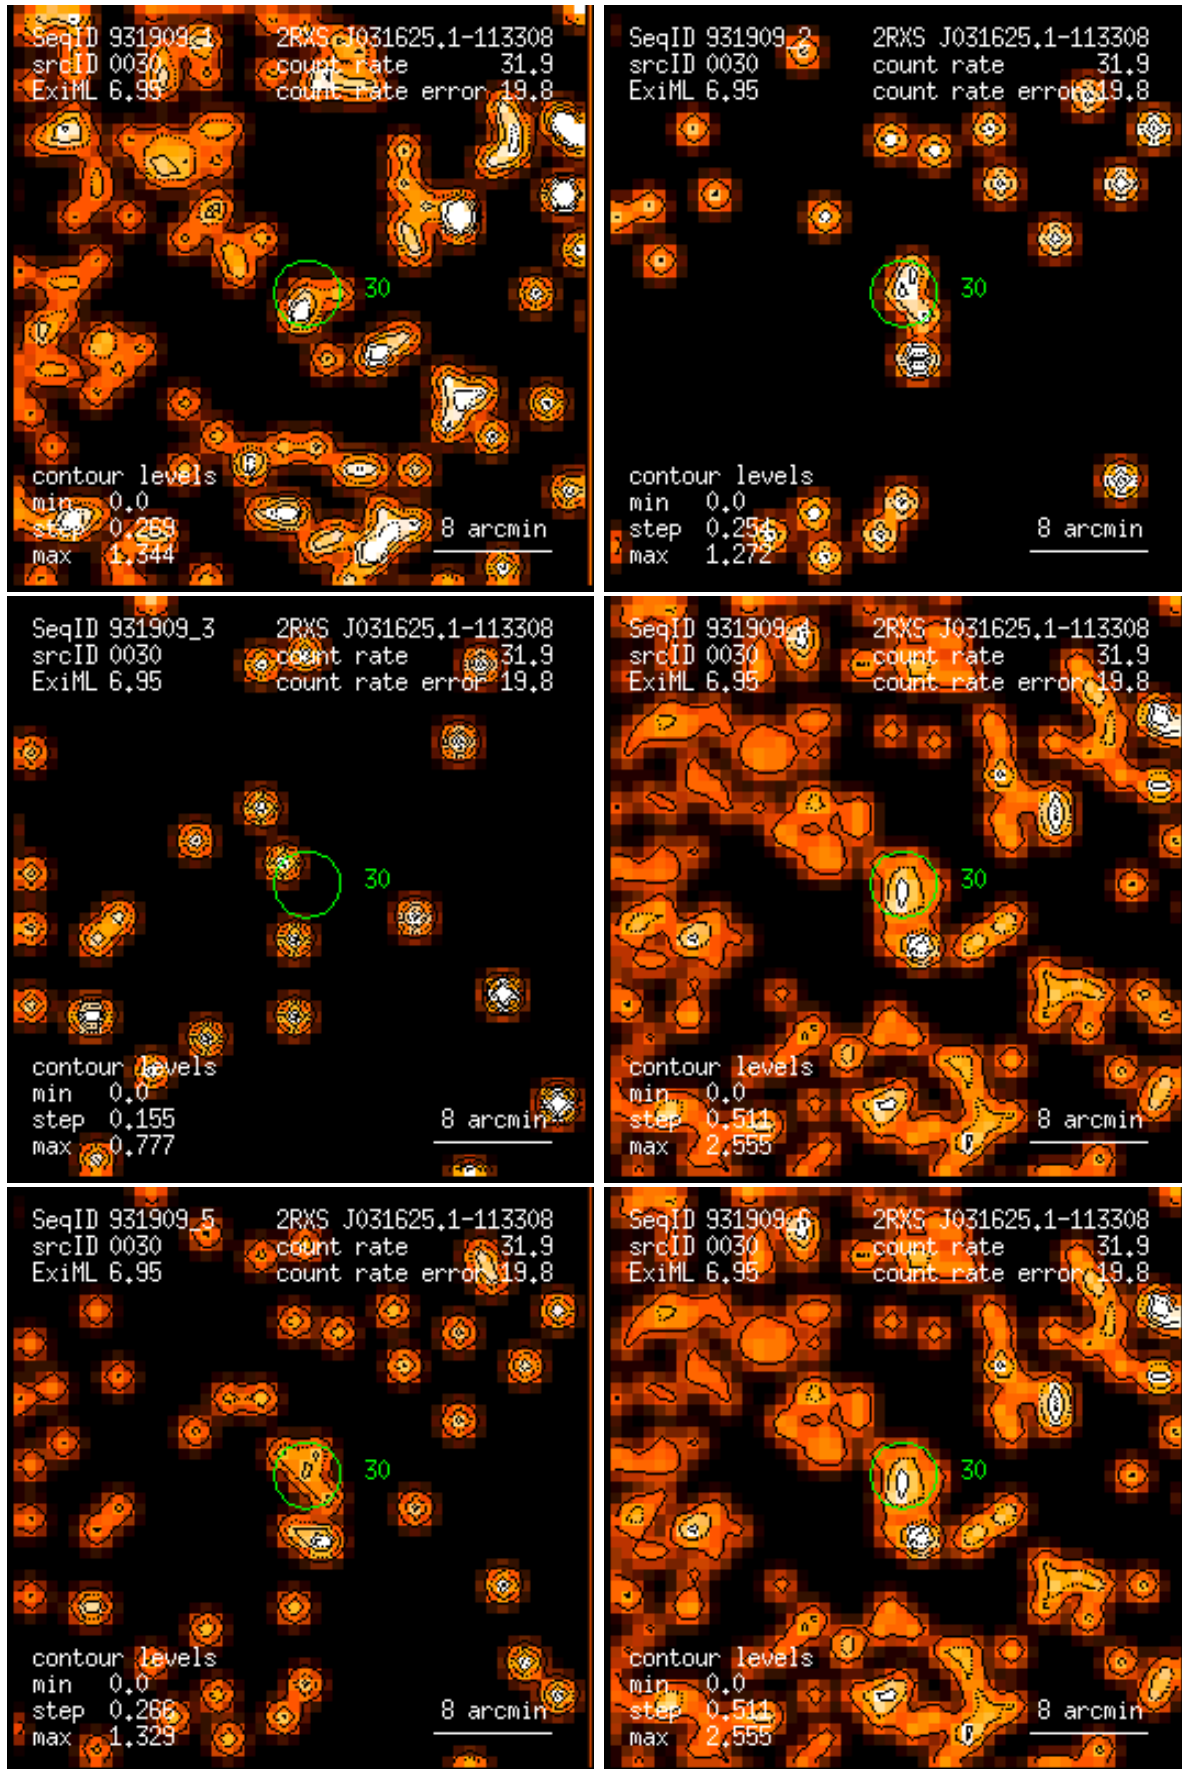 SeqID 931909_1 2RXS J031625.1-113308
srcID 0030 count rate 31.9
ExiML 6.95 count rate error 19.8
30
contour levels
min 0.0
step 0.269 8 arcmin
max 1.344
SeqID 931909_2 2RXS J031625.1-113308
srcID 0030 count rate 31.9
ExiML 6.95 count rate error 19.8
30
contour levels
min 0.0
step 0.254 8 arcmin
max 1.272
SeqID 931909_3 2RXS J031625.1-113308
srcID 0030 count rate 31.9
ExiML 6.95 count rate error 19.8
30
contour levels
min 0.0
step 0.155 8 arcmin
max 0.777
SeqID 931909_4 2RXS J031625.1-113308
srcID 0030 count rate 31.9
ExiML 6.95 count rate error 19.8
30
contour levels
min 0.0
step 0.511 8 arcmin
max 2.555
SeqID 931909_5 2RXS J031625.1-113308
srcID 0030 count rate 31.9
ExiML 6.95 count rate error 19.8
30
contour levels
min 0.0
step 0.266 8 arcmin
max 1.329
SeqID 931909_6 2RXS J031625.1-113308
srcID 0030 count rate 31.9
ExiML 6.95 count rate error 19.8
30
contour levels
min 0.0
step 0.511 8 arcmin
max 2.555